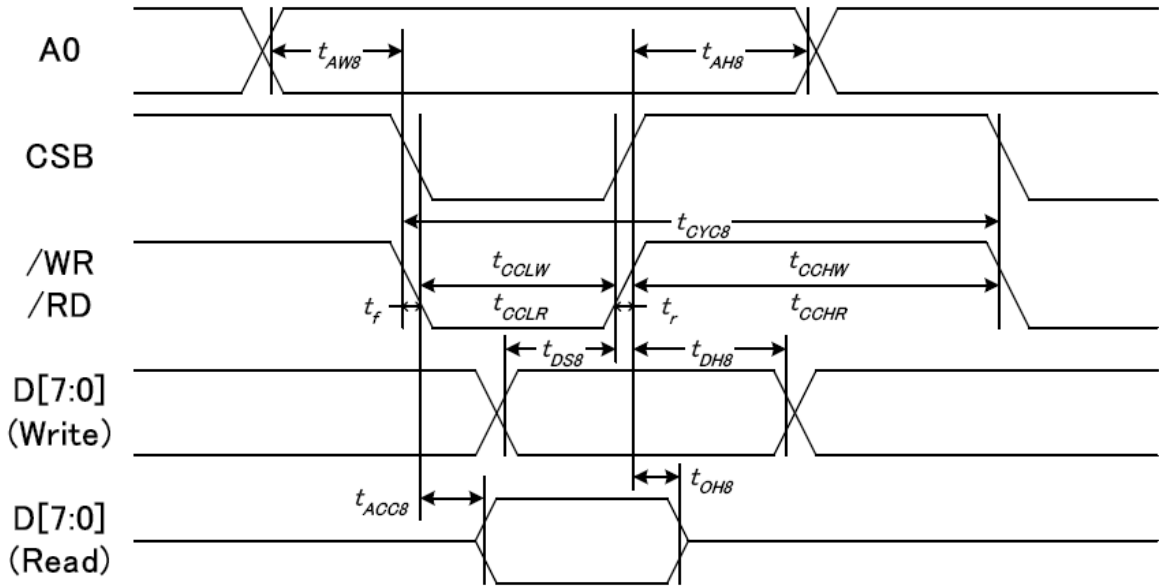 A0
t_AW8
t_AH8
CSB
t_CYC8
/WR
/RD
t_CCLW
t_CCHW
t_f
t_CCLR
t_r
t_CCHR
t_DS8
t_DH8
D[7:0]
(Write)
t_ACC8
t_OH8
D[7:0]
(Read)